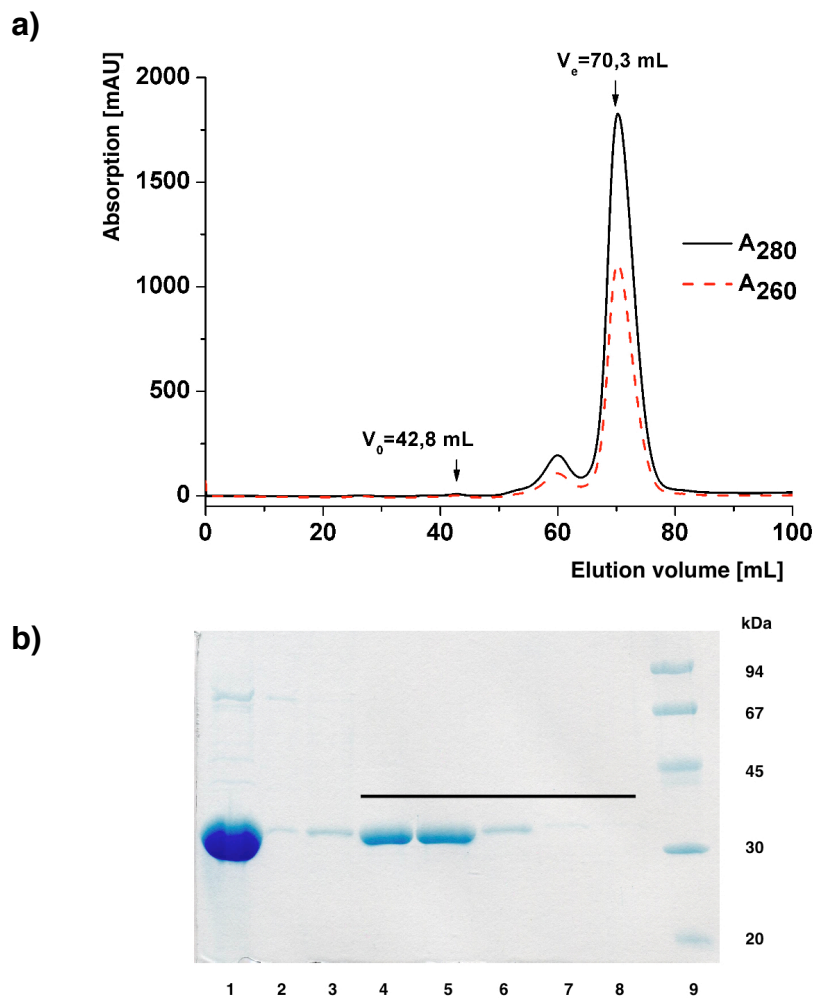 a)
Absorption [mAU]
2000
1500
1000
500
0
V₀=42,8 mL
Vₑ=70,3 mL
A₂₈₀
A₂₆₀
0 20 40 60 80 100
Elution volume [mL]
b)
kDa
94
67
45
30
20
1 2 3 4 5 6 7 8 9